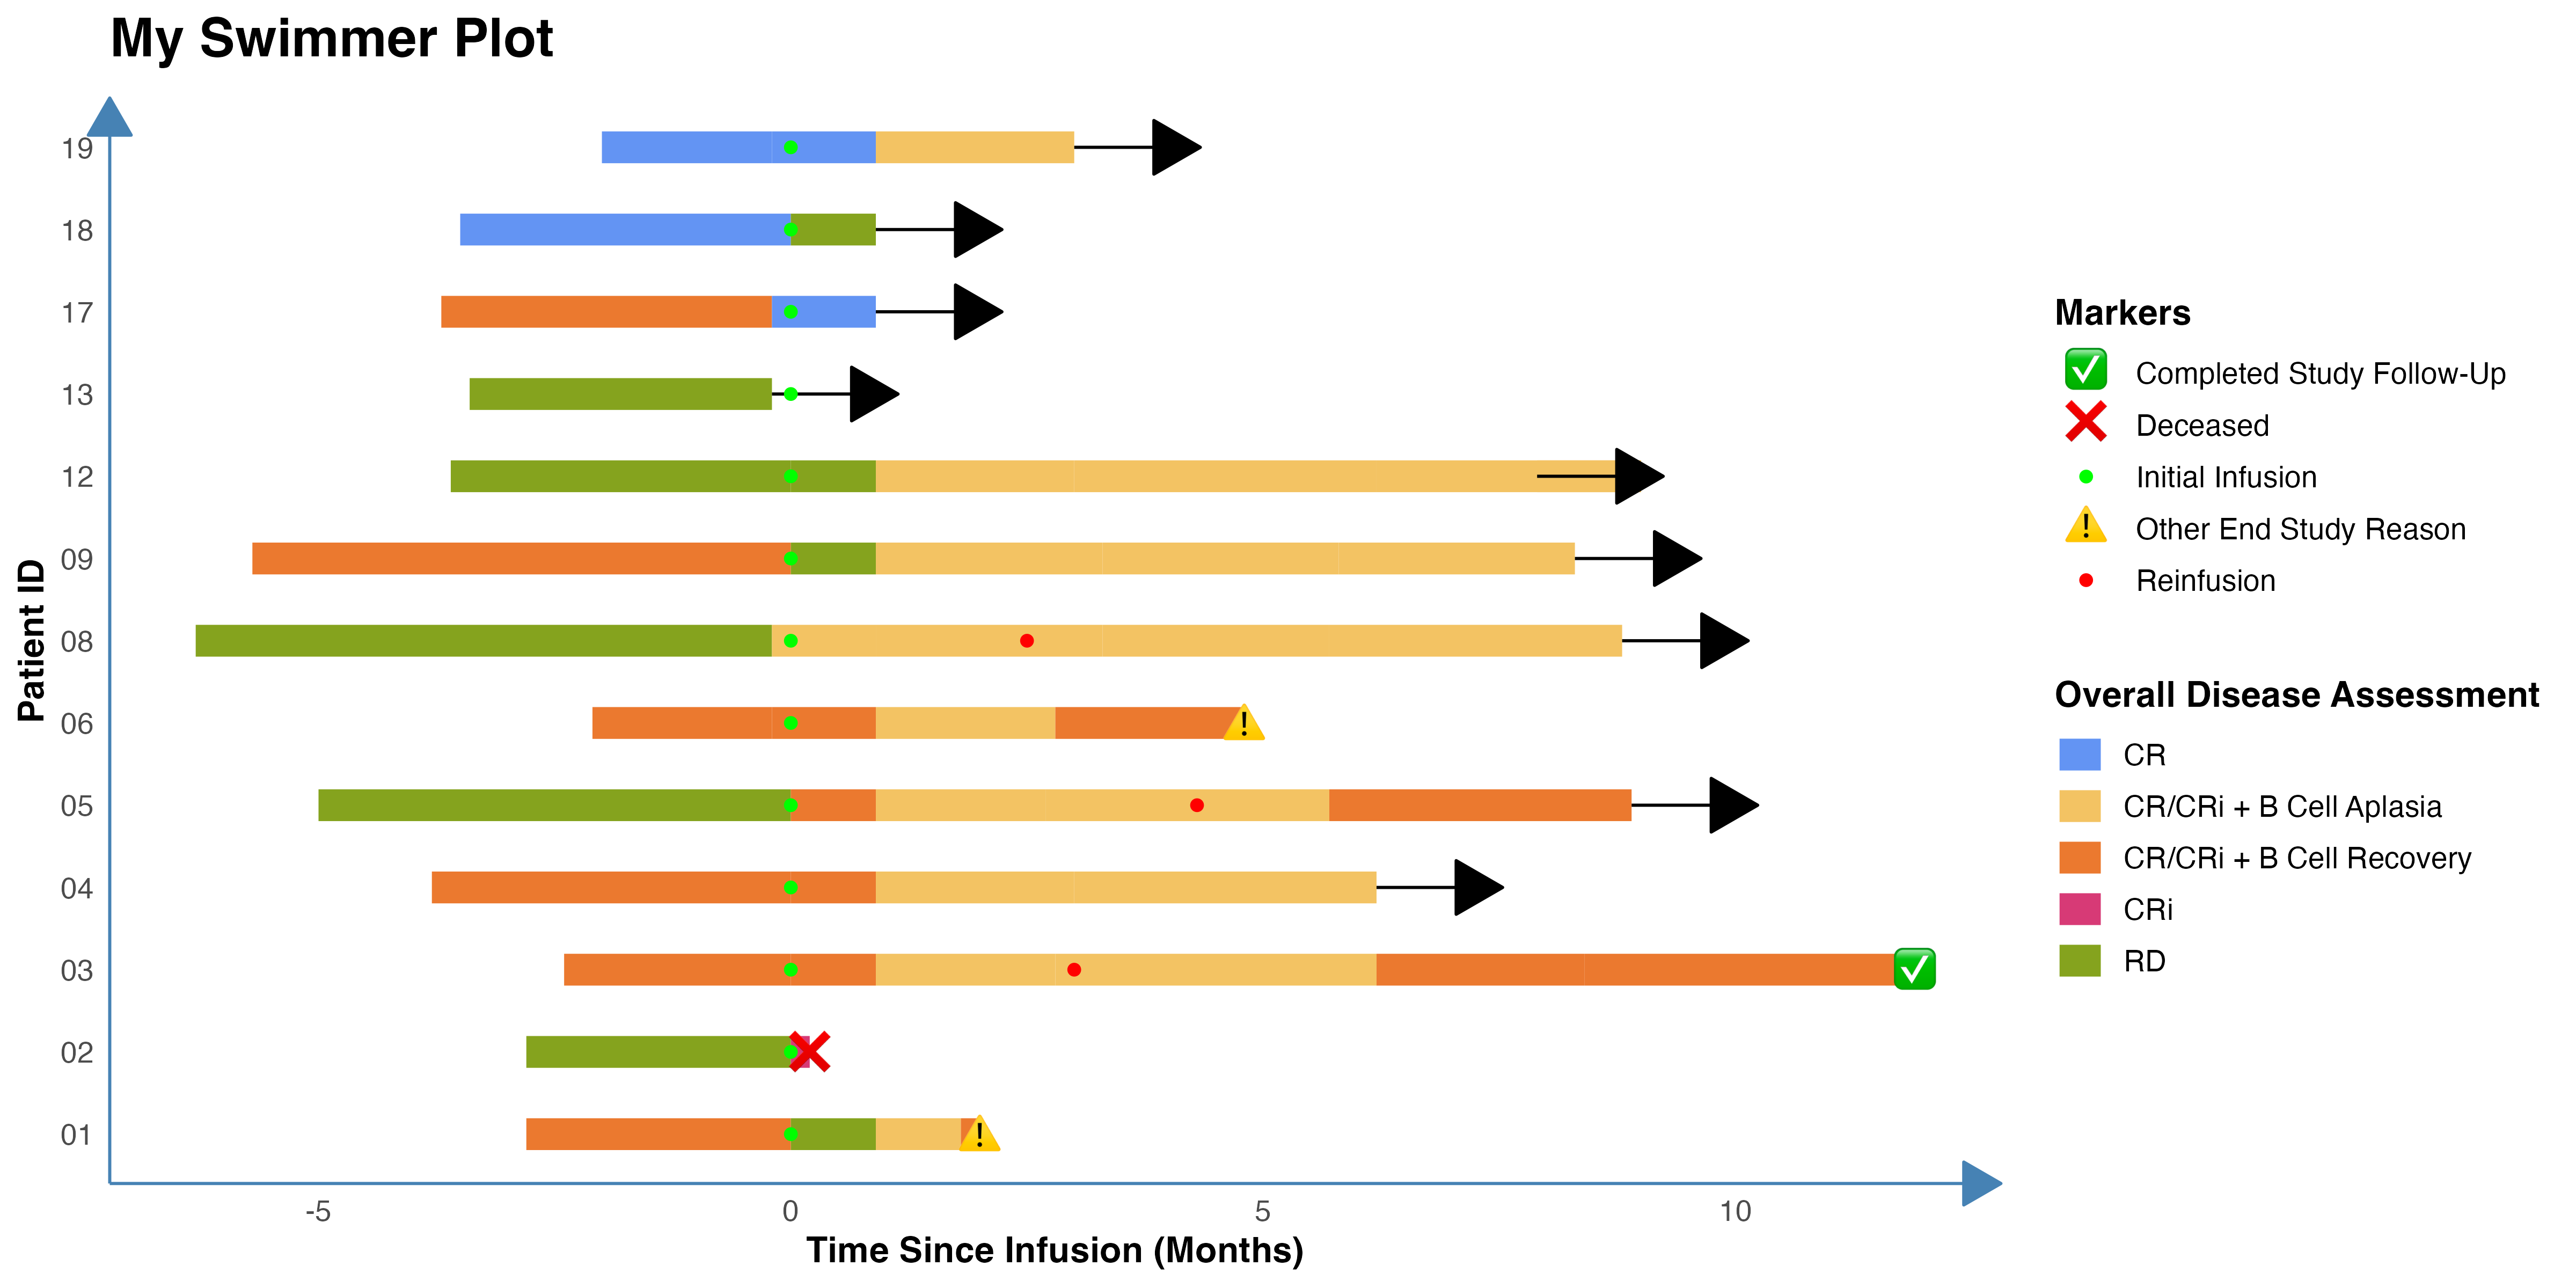 My Swimmer Plot
Patient ID
19
18
17
13
12
09
08
06
05
04
03
02
01
-5 0 5 10
Time Since Infusion (Months)
Markers
Completed Study Follow-Up
Deceased
Initial Infusion
Other End Study Reason
Reinfusion
Overall Disease Assessment
CR
CR/CRi + B Cell Aplasia
CR/CRi + B Cell Recovery
CRi
RD